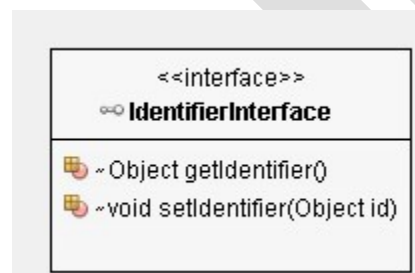 <<interface>>
IdentifierInterface
~Object getIdentifier()
~void setIdentifier(Object id)